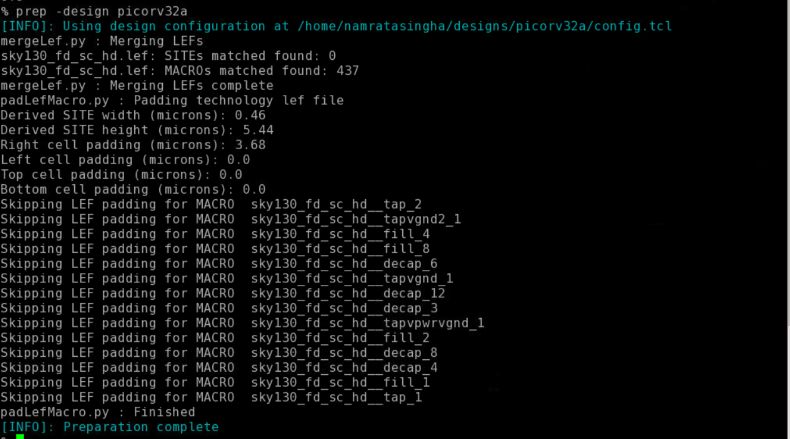 % prep -design picorv32a
[INFO]: Using design configuration at /home/namratasingha/designs/picorv32a/config.tcl
mergeLef.py : Merging LEFs
sky130_fd_sc_hd.lef: SITEs matched found: 0
sky130_fd_sc_hd.lef: MACROs matched found: 437
mergeLef.py : Merging LEFs complete
padLefMacro.py : Padding technology lef file
Derived SITE width (microns): 0.46
Derived SITE height (microns): 5.44
Right cell padding (microns): 3.68
Left cell padding (microns): 0.0
Top cell padding (microns): 0.0
Bottom cell padding (microns): 0.0
Skipping LEF padding for MACRO  sky130_fd_sc_hd__tap_2
Skipping LEF padding for MACRO  sky130_fd_sc_hd__tapvgnd2_1
Skipping LEF padding for MACRO  sky130_fd_sc_hd__fill_4
Skipping LEF padding for MACRO  sky130_fd_sc_hd__fill_8
Skipping LEF padding for MACRO  sky130_fd_sc_hd__decap_6
Skipping LEF padding for MACRO  sky130_fd_sc_hd__tapvgnd_1
Skipping LEF padding for MACRO  sky130_fd_sc_hd__decap_12
Skipping LEF padding for MACRO  sky130_fd_sc_hd__decap_3
Skipping LEF padding for MACRO  sky130_fd_sc_hd__tapvpwrvgnd_1
Skipping LEF padding for MACRO  sky130_fd_sc_hd__fill_2
Skipping LEF padding for MACRO  sky130_fd_sc_hd__decap_8
Skipping LEF padding for MACRO  sky130_fd_sc_hd__decap_4
Skipping LEF padding for MACRO  sky130_fd_sc_hd__fill_1
Skipping LEF padding for MACRO  sky130_fd_sc_hd__tap_1
padLefMacro.py : Finished
[INFO]: Preparation complete